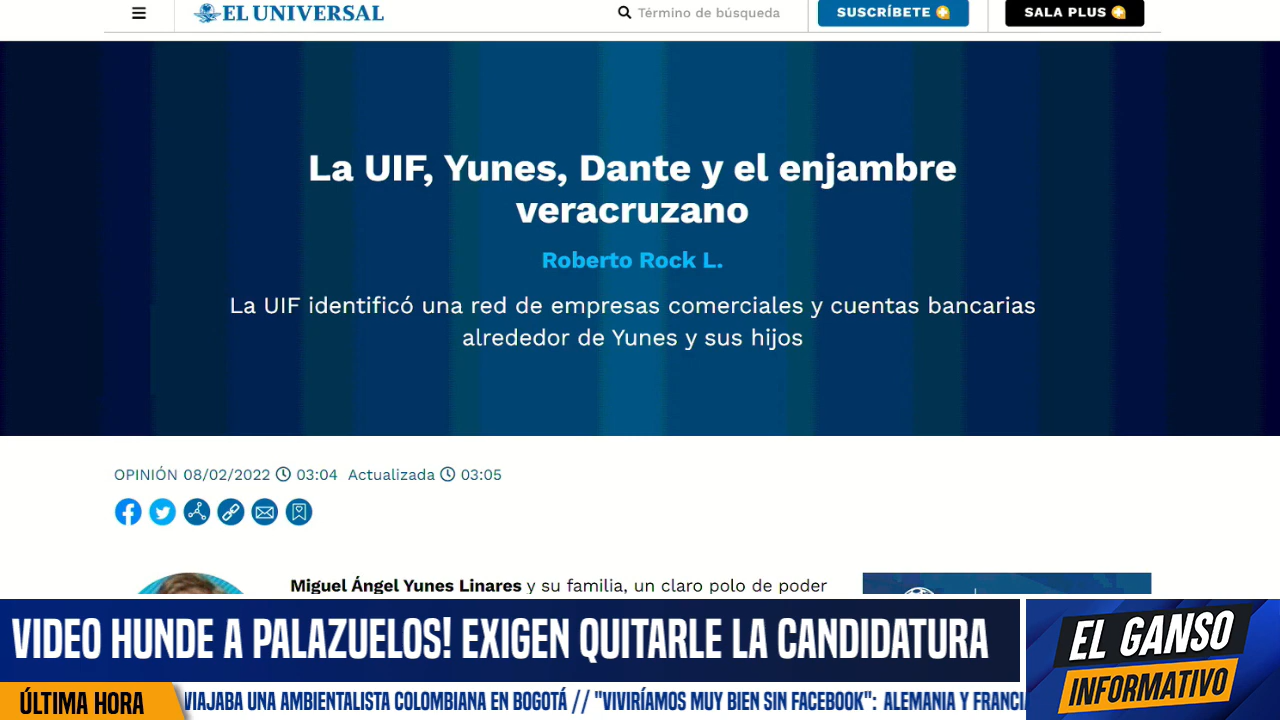 EL UNIVERSAL
Término de búsqueda
SUSCRÍBETE
SALA PLUS
La UIF, Yunes, Dante y el enjambre
veracruzano
Roberto Rock L.
La UIF identificó una red de empresas comerciales y cuentas bancarias
alrededor de Yunes y sus hijos
OPINIÓN 08/02/2022 03:04 Actualizada 03:05
Miguel Ángel Yunes Linares y su familia, un claro polo de poder
VIDEO HUNDE A PALAZUELOS! EXIGEN QUITARLE LA CANDIDATURA
EL GANSO
INFORMATIVO
ÚLTIMA HORA
VIAJABA UNA AMBIENTALISTA COLOMBIANA EN BOGOTÁ // "VIVIRÍAMOS MUY BIEN SIN FACEBOOK": ALEMANIA Y FRANCIA